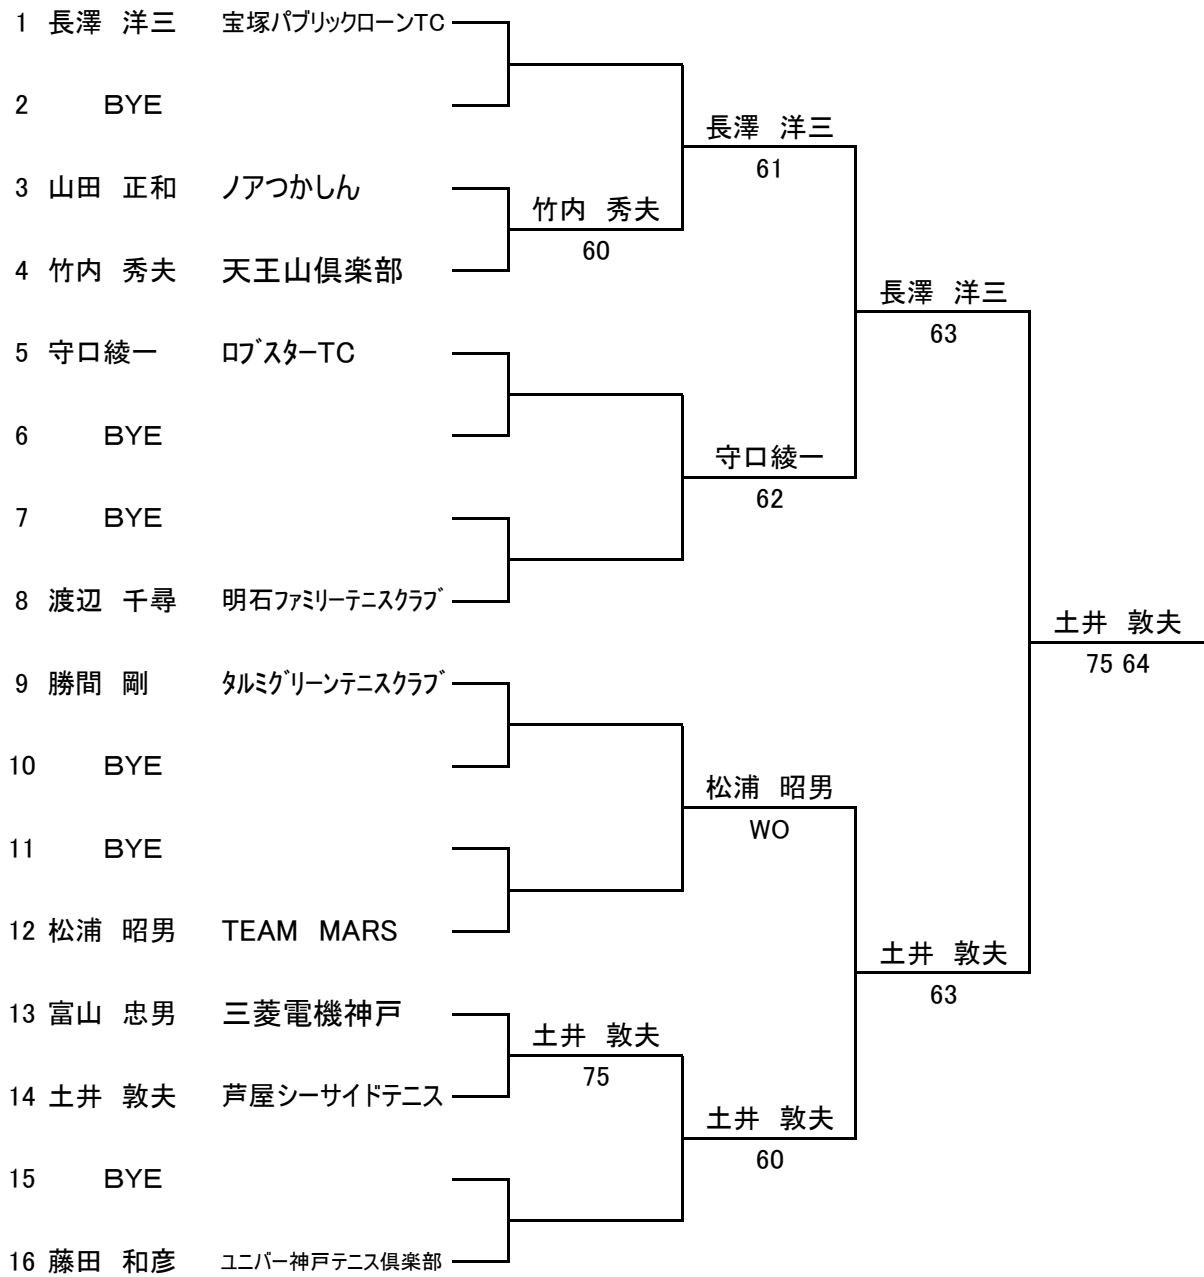 1 長澤 洋三 宝塚パブリックローンTC
2 BYE
長澤 洋三
61
3 山田 正和 ノアつかしん
竹内 秀夫
60
4 竹内 秀夫 天王山倶楽部
長澤 洋三
63
5 守口綾一 ロブスターTC
6 BYE
守口綾一
62
7 BYE
8 渡辺 千尋 明石ファミリーテニスクラブ
土井 敦夫
75 64
9 勝間 剛 タルミグリーンテニスクラブ
10 BYE
松浦 昭男
WO
11 BYE
12 松浦 昭男 TEAM MARS
土井 敦夫
63
13 富山 忠男 三菱電機神戸
土井 敦夫
75
14 土井 敦夫 芦屋シーサイドテニス
土井 敦夫
60
15 BYE
16 藤田 和彦 ユニバー神戸テニス倶楽部